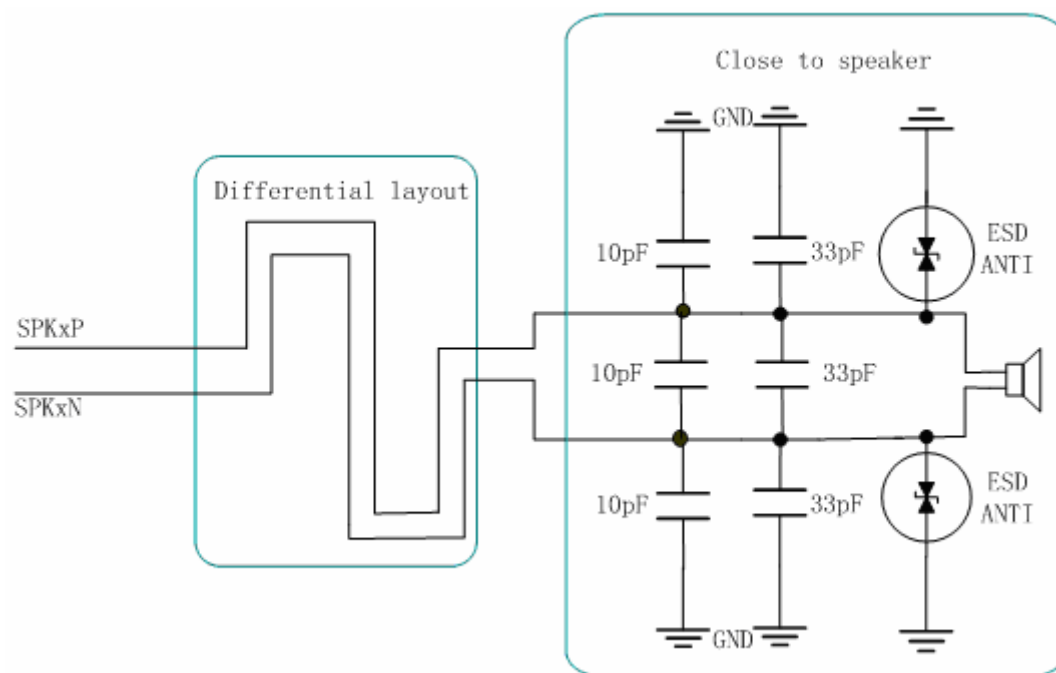 Close to speaker
GND
Differential layout
10pF
33pF
ESD
ANTI
SPKxP
10pF
33pF
SPKxN
10pF
33pF
ESD
ANTI
GND